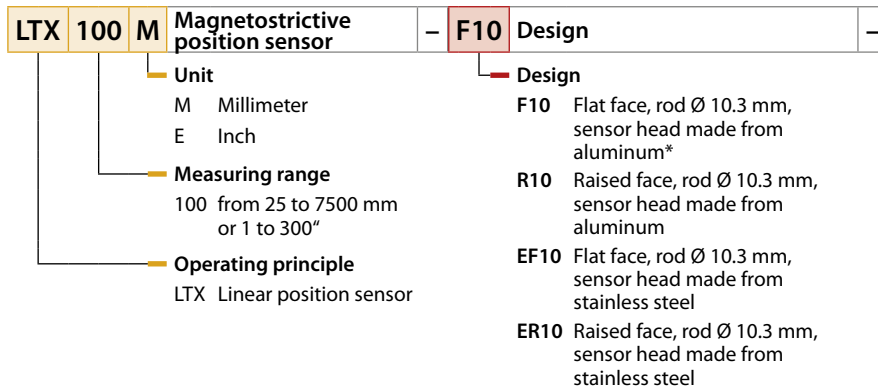 LTX 100 M Magnetostrictive position sensor – F10 Design –
Unit
M Millimeter
E Inch
Measuring range
100 from 25 to 7500 mm
or 1 to 300“
Operating principle
LTX Linear position sensor
Design
F10 Flat face, rod Ø 10.3 mm,
sensor head made from
aluminum*
R10 Raised face, rod Ø 10.3 mm,
sensor head made from
aluminum
EF10 Flat face, rod Ø 10.3 mm,
sensor head made from
stainless steel
ER10 Raised face, rod Ø 10.3 mm,
sensor head made from
stainless steel